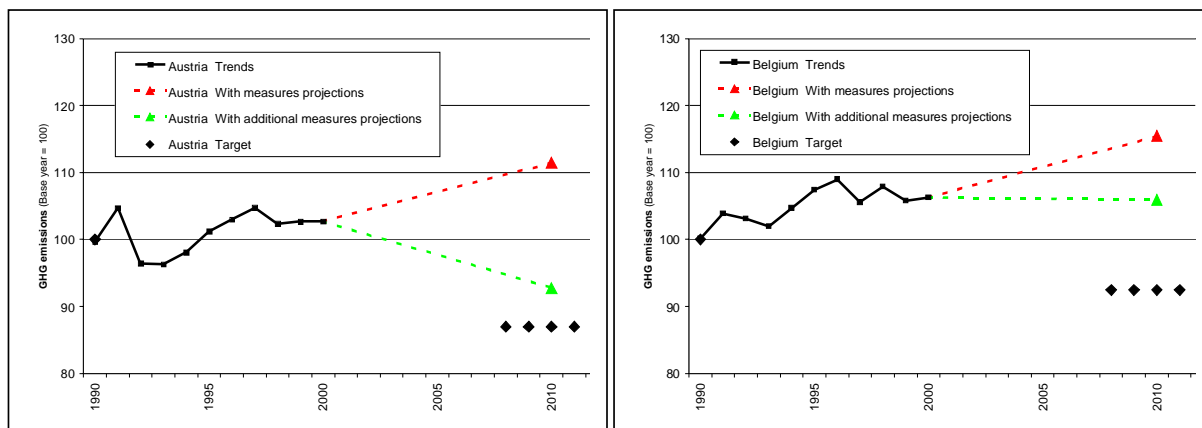 130
120
110
100
90
80
GHG emissions (Base year = 100)
Austria Trends
Austria With measures projections
Austria With additional measures projections
Austria Target
1990
1995
2000
2005
2010
130
120
110
100
90
80
GHG emissions (Base year = 100)
Belgium Trends
Belgium With measures projections
Belgium With additional measures projections
Belgium Target
1990
1995
2000
2005
2010